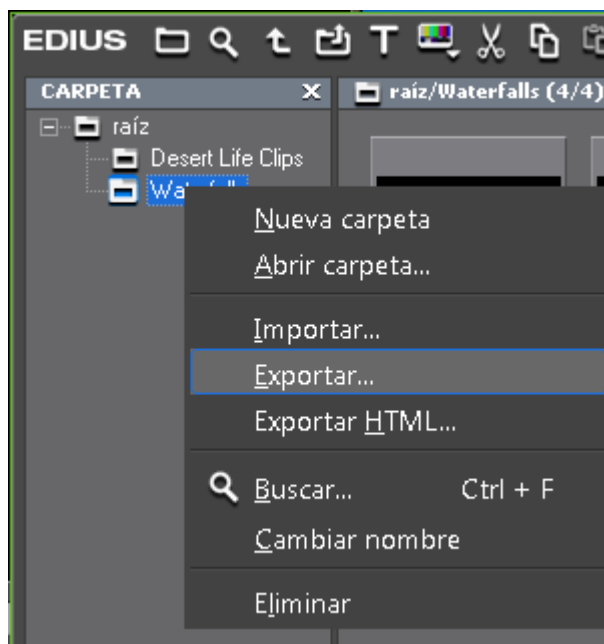 EDIUS
CARPETA
raíz/Waterfalls (4/4)
raíz
Desert Life Clips
Nueva carpeta
Abrir carpeta...
Importar...
Exportar...
Exportar HTML...
Buscar... Ctrl + F
Cambiar nombre
Eliminar